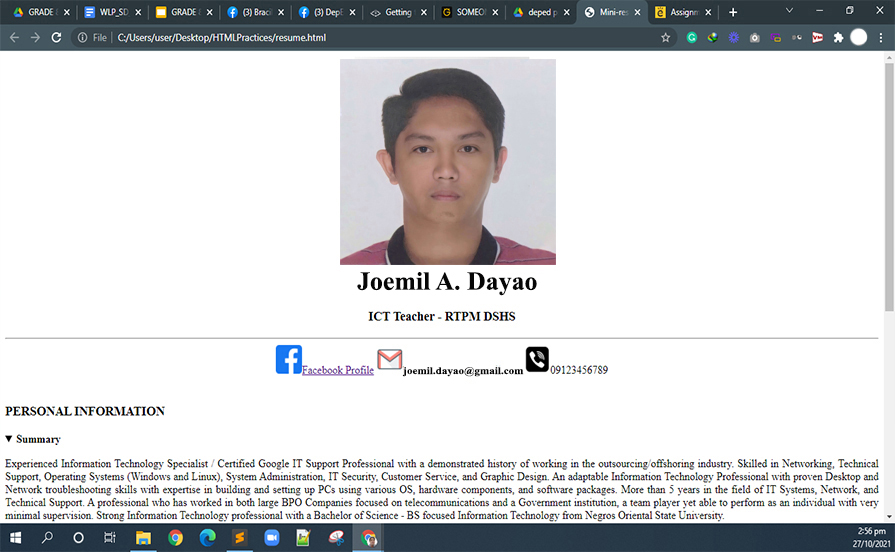 GRADE
WLP_SD
GRADE
(3) Braci
(3) DepE
Getting
SOMEO
deped p
Mini-res
Assignm
File
C:/Users/user/Desktop/HTMLPractices/resume.html
Joemil A. Dayao
ICT Teacher - RTPM DSHS
Facebook Profile joemil.dayao@gmail.com 09123456789
PERSONAL INFORMATION
▼ Summary
Experienced Information Technology Specialist / Certified Google IT Support Professional with a demonstrated history of working in the outsourcing/offshoring industry. Skilled in Networking, Technical
Support, Operating Systems (Windows and Linux), System Administration, IT Security, Customer Service, and Graphic Design. An adaptable Information Technology Professional with proven Desktop and
Network troubleshooting skills with expertise in building and setting up PCs using various OS, hardware components, and software packages. More than 5 years in the field of IT Systems, Network, and
Technical Support. A professional who has worked in both large BPO Companies focused on telecommunications and a Government institution, a team player yet able to perform as an individual with very
minimal supervision. Strong Information Technology professional with a Bachelor of Science - BS focused Information Technology from Negros Oriental State University.
2:56 pm
27/10/2021